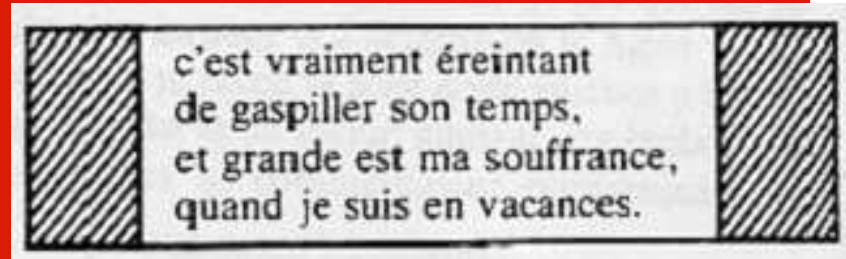 c'est vraiment éreintant
de gaspiller son temps,
et grande est ma souffrance,
quand je suis en vacances.